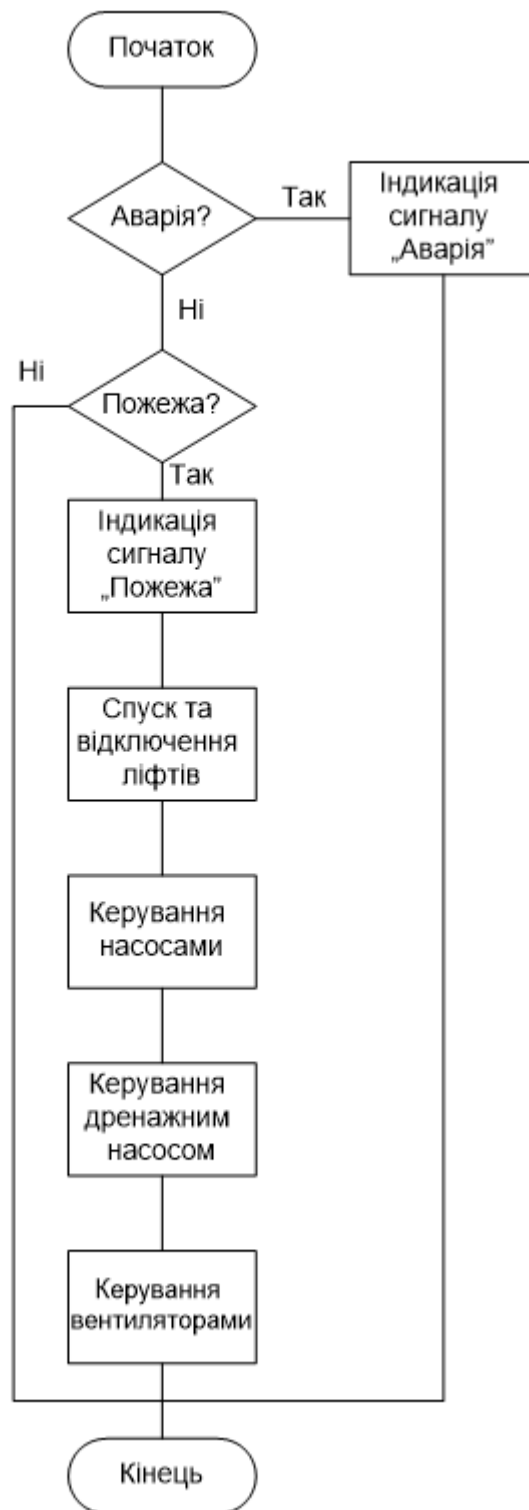 Початок
Аварія?
Так
Індикація
сигналу
„Аварія”
Ні
Ні
Пожежа?
Так
Індикація
сигналу
„Пожежа”
Спуск та
відключення
ліфтів
Керування
насосами
Керування
дренажним
насосом
Керування
вентиляторами
Кінець